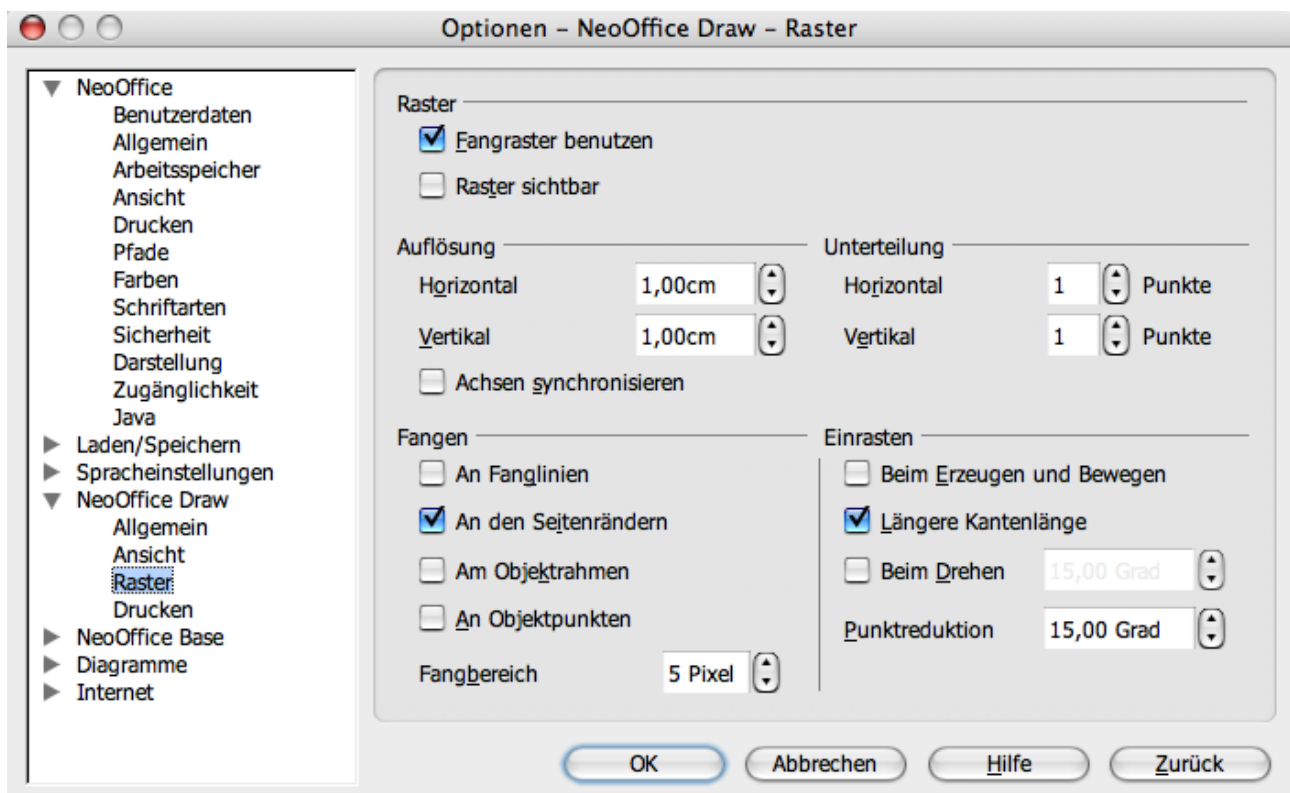 Optionen – NeoOffice Draw – Raster
NeoOffice
Benutzerdaten
Allgemein
Arbeitsspeicher
Ansicht
Drucken
Pfade
Farben
Schriftarten
Sicherheit
Darstellung
Zugänglichkeit
Java
Laden/Speichern
Spracheinstellungen
NeoOffice Draw
Allgemein
Ansicht
Raster
Drucken
NeoOffice Base
Diagramme
Internet
Raster
Fangraster benutzen
Raster sichtbar
Auflösung
Horizontal 1,00cm
Vertikal 1,00cm
Achsen synchronisieren
Unterteilung
Horizontal 1 Punkte
Vertikal 1 Punkte
Fangen
An Fanglinien
An den Seitenrändern
Am Objektrahmen
An Objektpunkten
Fangbereich 5 Pixel
Einrasten
Beim Erzeugen und Bewegen
Längere Kantenlänge
Beim Drehen 15,00 Grad
Punktreduktion 15,00 Grad
OK Abbrechen Hilfe Zurück